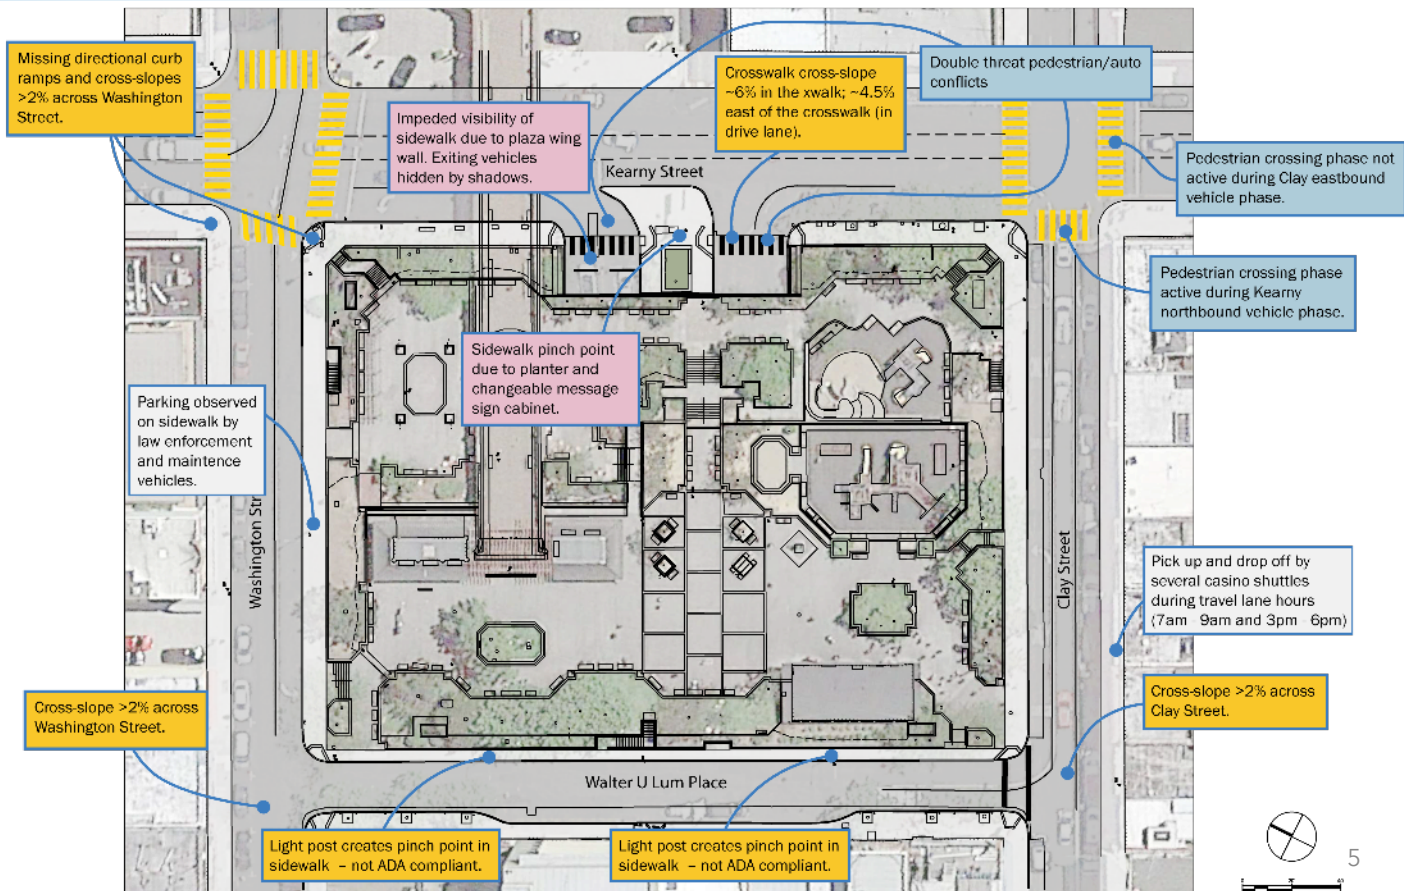 Missing directional curb
ramps and cross-slopes
>2% across Washington
Street.
Impeded visibility of
sidewalk due to plaza wing
wall. Exiting vehicles
hidden by shadows.
Crosswalk cross-slope
~6% in the xwalk; ~4.5%
east of the crosswalk (in
drive lane).
Double threat pedestrian/auto
conflicts
Pedestrian crossing phase not
active during Clay eastbound
vehicle phase.
Kearny Street
Pedestrian crossing phase
active during Kearny
northbound vehicle phase.
Sidewalk pinch point
due to planter and
changeable message
sign cabinet.
Parking observed
on sidewalk by
law enforcement
and maintence
vehicles.
Washington Str
Clay Street
Pick up and drop off by
several casino shuttles
during travel lane hours
(7am - 9am and 3pm - 6pm)
Cross-slope >2% across
Washington Street.
Cross-slope >2% across
Clay Street.
Walter U Lum Place
Light post creates pinch point in
sidewalk – not ADA compliant.
Light post creates pinch point in
sidewalk – not ADA compliant.
5